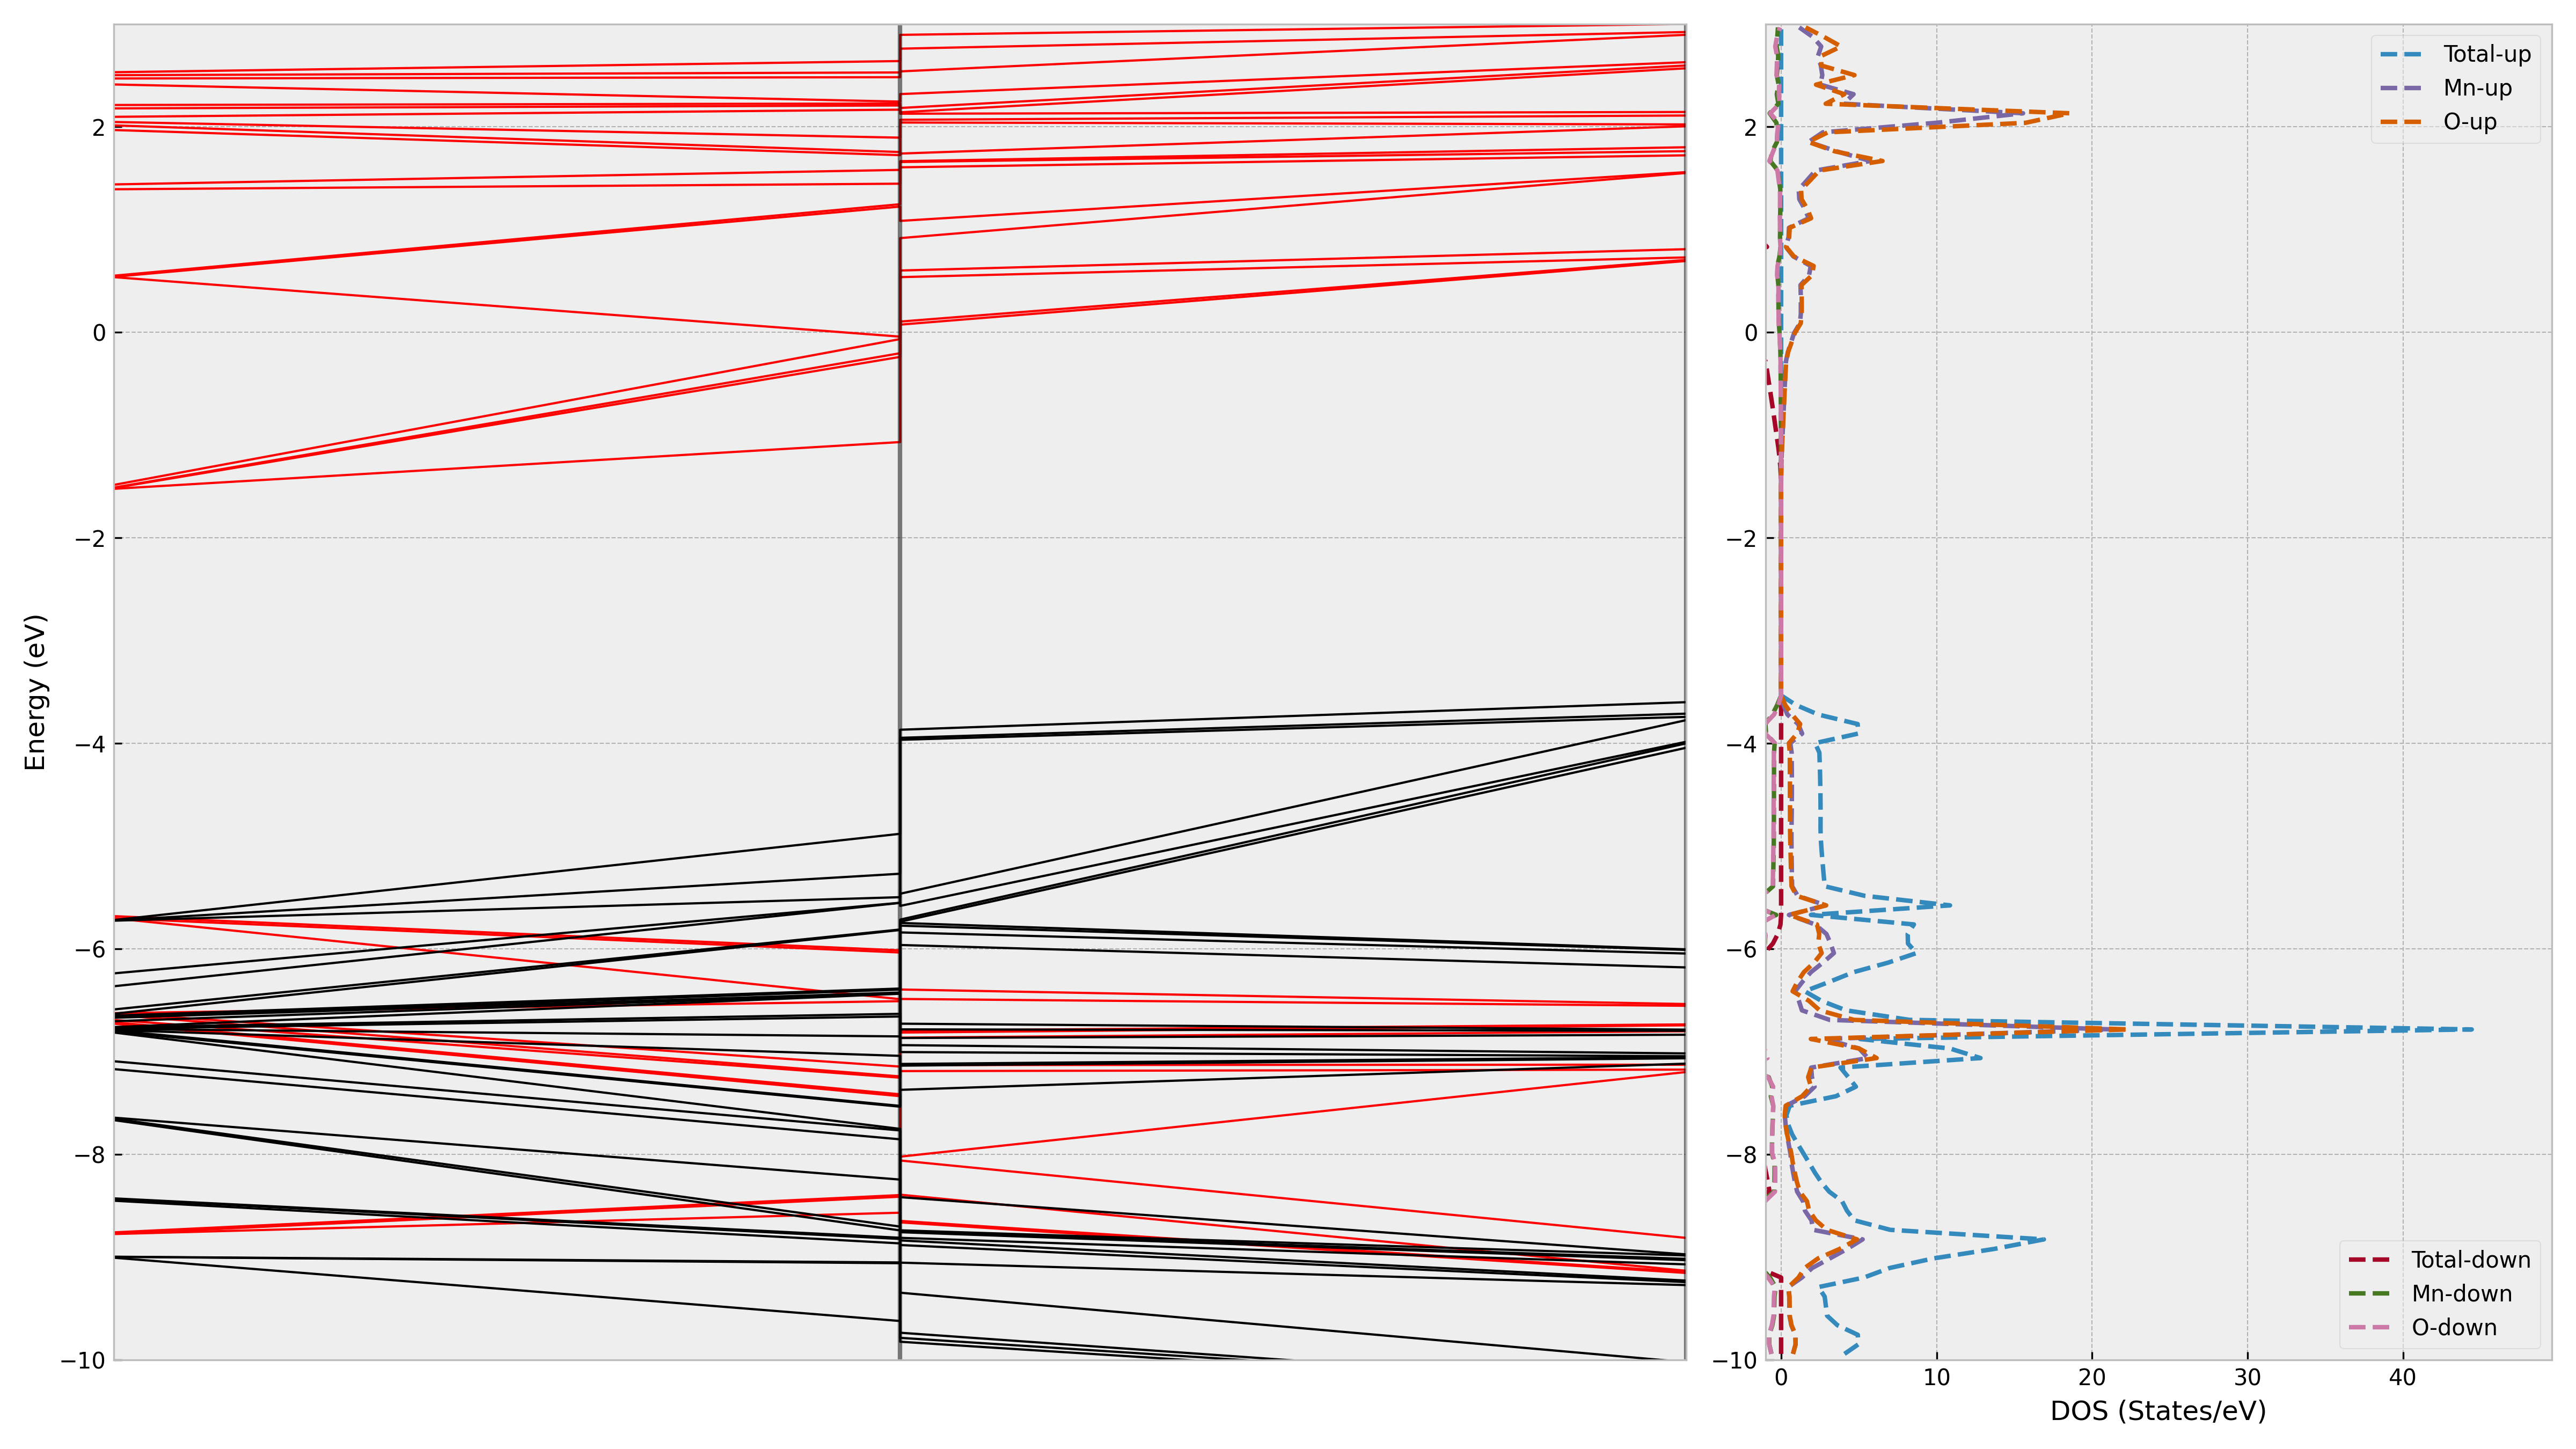 Energy (eV)
2
0
−2
−4
−6
−8
−10
2
0
−2
−4
−6
−8
−10
Total-up
Mn-up
O-up
Total-down
Mn-down
O-down
0 10 20 30 40
DOS (States/eV)